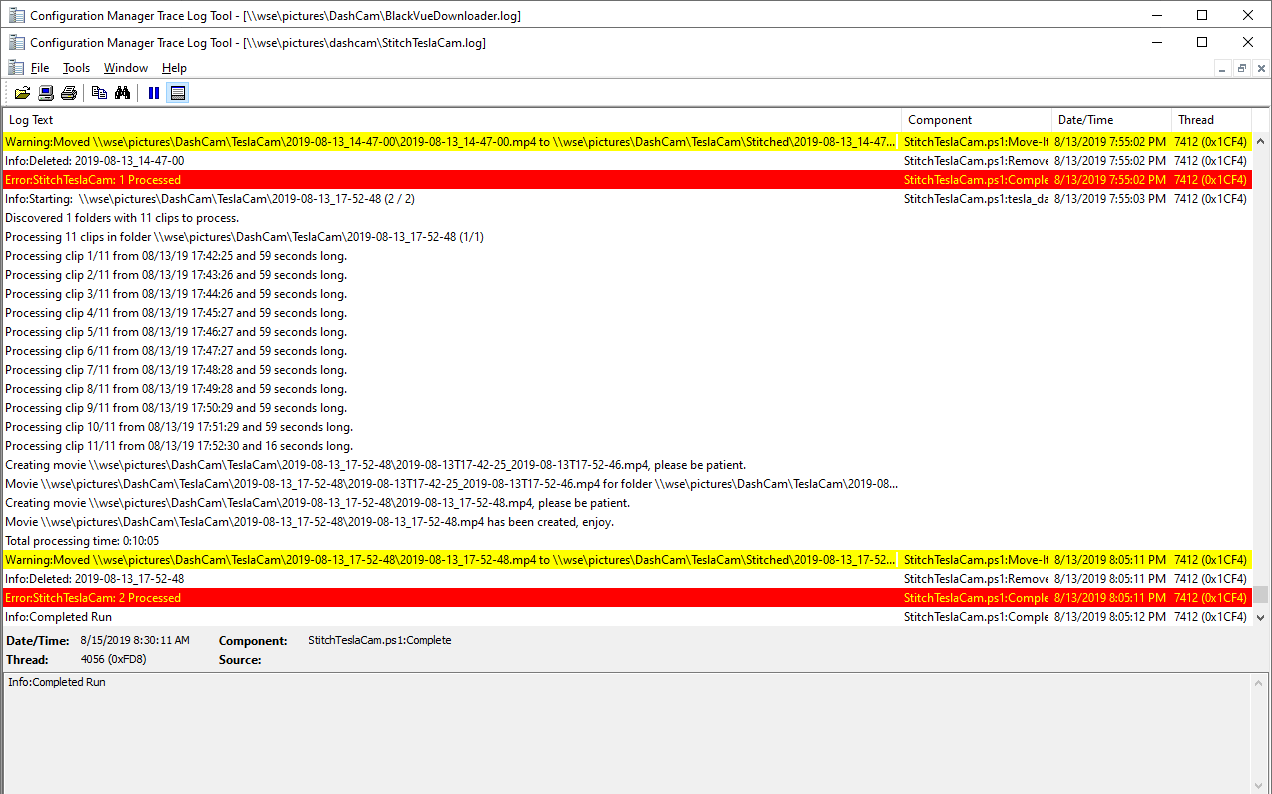 Configuration Manager Trace Log Tool - [\\wse\pictures\DashCam\BlackVueDownloader.log]
Configuration Manager Trace Log Tool - [\\wse\pictures\dashcam\StitchTeslaCam.log]
File Tools Window Help
Log Text Component Date/Time Thread
Warning:Moved \\wse\pictures\DashCam\TeslaCam\2019-08-13_14-47-00\2019-08-13_14-47-00.mp4 to \\wse\pictures\DashCam\TeslaCam\Stitched\2019-08-13_14-47... StitchTeslaCam.ps1:Move-It 8/13/2019 7:55:02 PM 7412 (0x1CF4)
Info:Deleted: 2019-08-13_14-47-00 StitchTeslaCam.ps1:Remove 8/13/2019 7:55:02 PM 7412 (0x1CF4)
Error:StitchTeslaCam: 1 Processed StitchTeslaCam.ps1:Comple 8/13/2019 7:55:02 PM 7412 (0x1CF4)
Info:Starting: \\wse\pictures\DashCam\TeslaCam\2019-08-13_17-52-48 (2 / 2) StitchTeslaCam.ps1:tesla_da 8/13/2019 7:55:03 PM 7412 (0x1CF4)
Discovered 1 folders with 11 clips to process.
Processing 11 clips in folder \\wse\pictures\DashCam\TeslaCam\2019-08-13_17-52-48 (1/1)
Processing clip 1/11 from 08/13/19 17:42:25 and 59 seconds long.
Processing clip 2/11 from 08/13/19 17:43:26 and 59 seconds long.
Processing clip 3/11 from 08/13/19 17:44:26 and 59 seconds long.
Processing clip 4/11 from 08/13/19 17:45:27 and 59 seconds long.
Processing clip 5/11 from 08/13/19 17:46:27 and 59 seconds long.
Processing clip 6/11 from 08/13/19 17:47:27 and 59 seconds long.
Processing clip 7/11 from 08/13/19 17:48:28 and 59 seconds long.
Processing clip 8/11 from 08/13/19 17:49:28 and 59 seconds long.
Processing clip 9/11 from 08/13/19 17:50:29 and 59 seconds long.
Processing clip 10/11 from 08/13/19 17:51:29 and 59 seconds long.
Processing clip 11/11 from 08/13/19 17:52:30 and 16 seconds long.
Creating movie \\wse\pictures\DashCam\TeslaCam\2019-08-13_17-52-48\2019-08-13T17-42-25_2019-08-13T17-52-46.mp4, please be patient.
Movie \\wse\pictures\DashCam\TeslaCam\2019-08-13_17-52-48\2019-08-13T17-42-25_2019-08-13T17-52-46.mp4 for folder \\wse\pictures\DashCam\TeslaCam\2019-08...
Creating movie \\wse\pictures\DashCam\TeslaCam\2019-08-13_17-52-48\2019-08-13_17-52-48.mp4, please be patient.
Movie \\wse\pictures\DashCam\TeslaCam\2019-08-13_17-52-48\2019-08-13_17-52-48.mp4 has been created, enjoy.
Total processing time: 0:10:05
Warning:Moved \\wse\pictures\DashCam\TeslaCam\2019-08-13_17-52-48\2019-08-13_17-52-48.mp4 to \\wse\pictures\DashCam\TeslaCam\Stitched\2019-08-13_17-52... StitchTeslaCam.ps1:Move-It 8/13/2019 8:05:11 PM 7412 (0x1CF4)
Info:Deleted: 2019-08-13_17-52-48 StitchTeslaCam.ps1:Remove 8/13/2019 8:05:11 PM 7412 (0x1CF4)
Error:StitchTeslaCam: 2 Processed StitchTeslaCam.ps1:Comple 8/13/2019 8:05:11 PM 7412 (0x1CF4)
Info:Completed Run StitchTeslaCam.ps1:Comple 8/13/2019 8:05:12 PM 7412 (0x1CF4)
Date/Time: 8/15/2019 8:30:11 AM Component: StitchTeslaCam.ps1:Complete
Thread: 4056 (0xFD8) Source:
Info:Completed Run